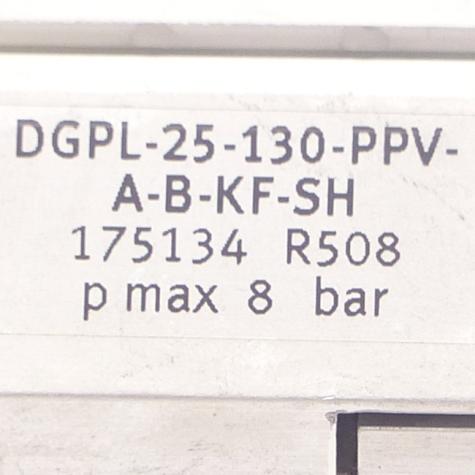 DGPL-25-130-PPV-
A-B-KF-SH
175134 R508
p max 8 bar